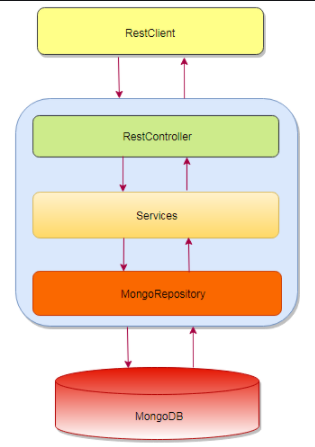 RestClient
RestController
Services
MongoRepository
MongoDB